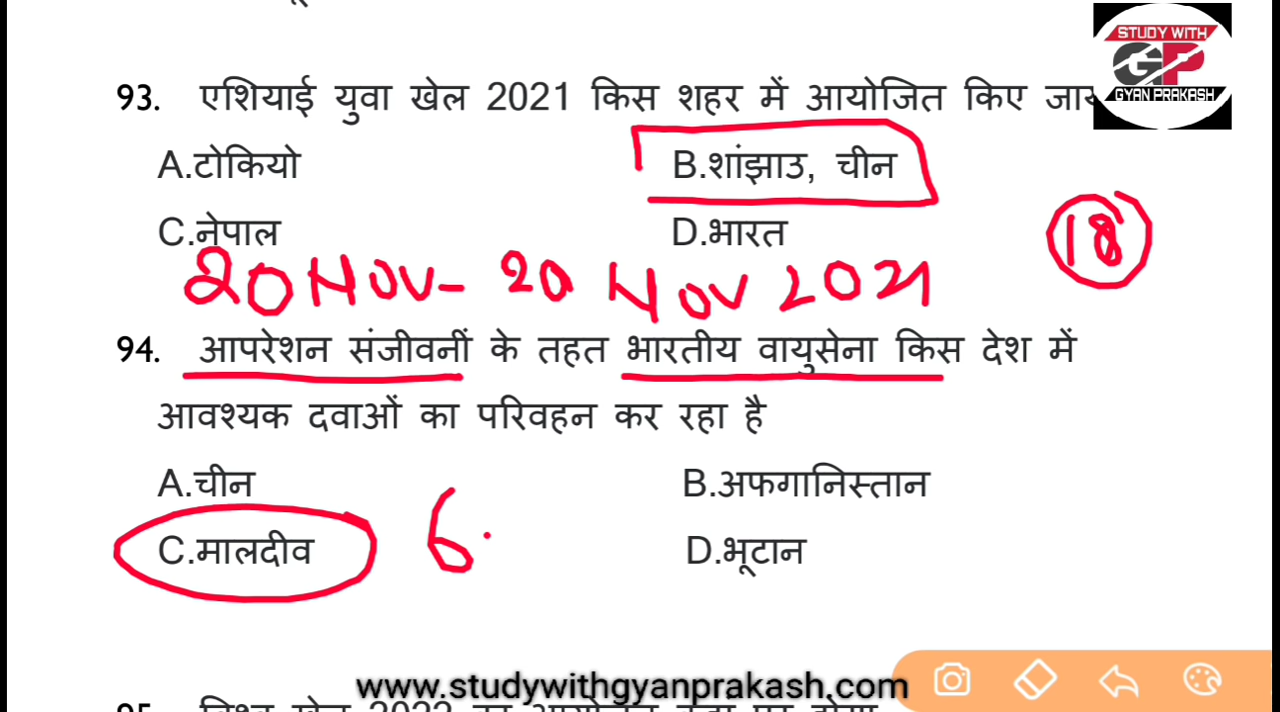 STUDY WITH
GP
GYAN PRAKASH
93. एशियाई युवा खेल 2021 किस शहर में आयोजित किए
A.टोकियो B.शांझाउ, चीन
C.नेपाल D.भारत
18
20 NOV - 20 NOV 2021
94. आपरेशन संजीवनीं के तहत भारतीय वायुसेना किस देश में
आवश्यक दवाओं का परिवहन कर रहा है
A.चीन B.अफगानिस्तान
C.मालदीव 6. D.भूटान
www.studywithgyanprakash.com